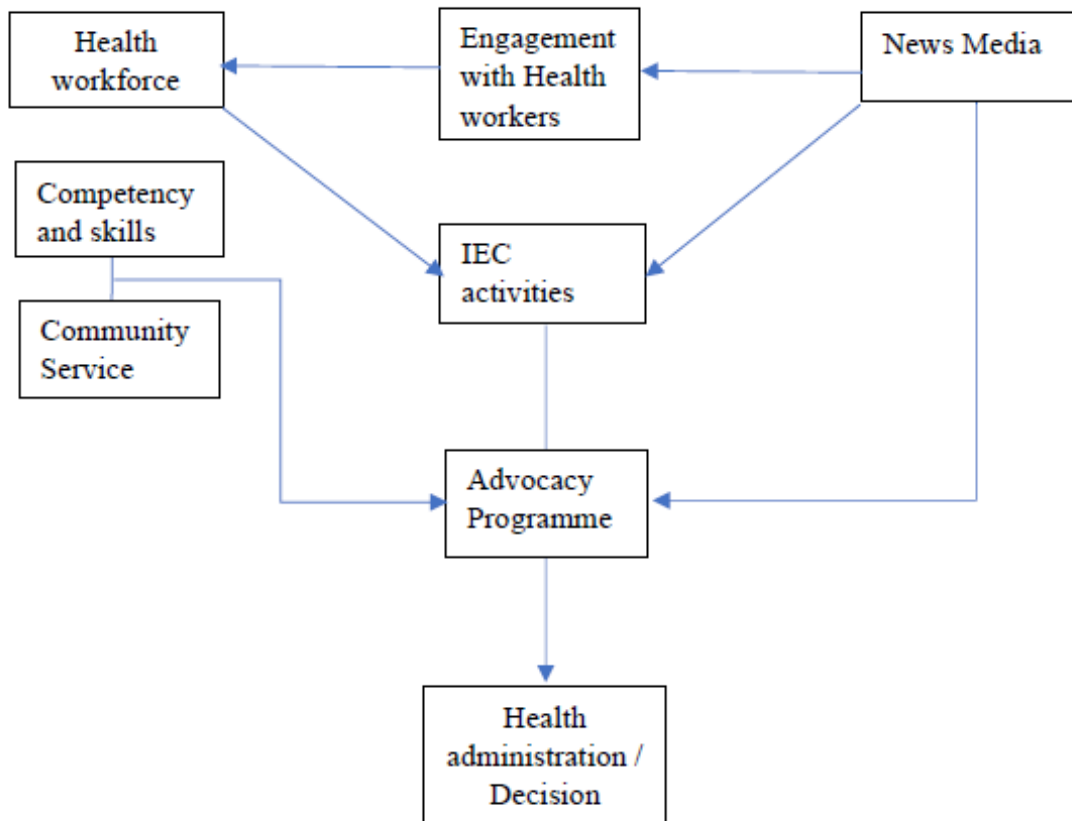 Health
workforce
Engagement
with Health
workers
News Media
Competency
and skills
IEC
activities
Community
Service
Advocacy
Programme
Health
administration /
Decision